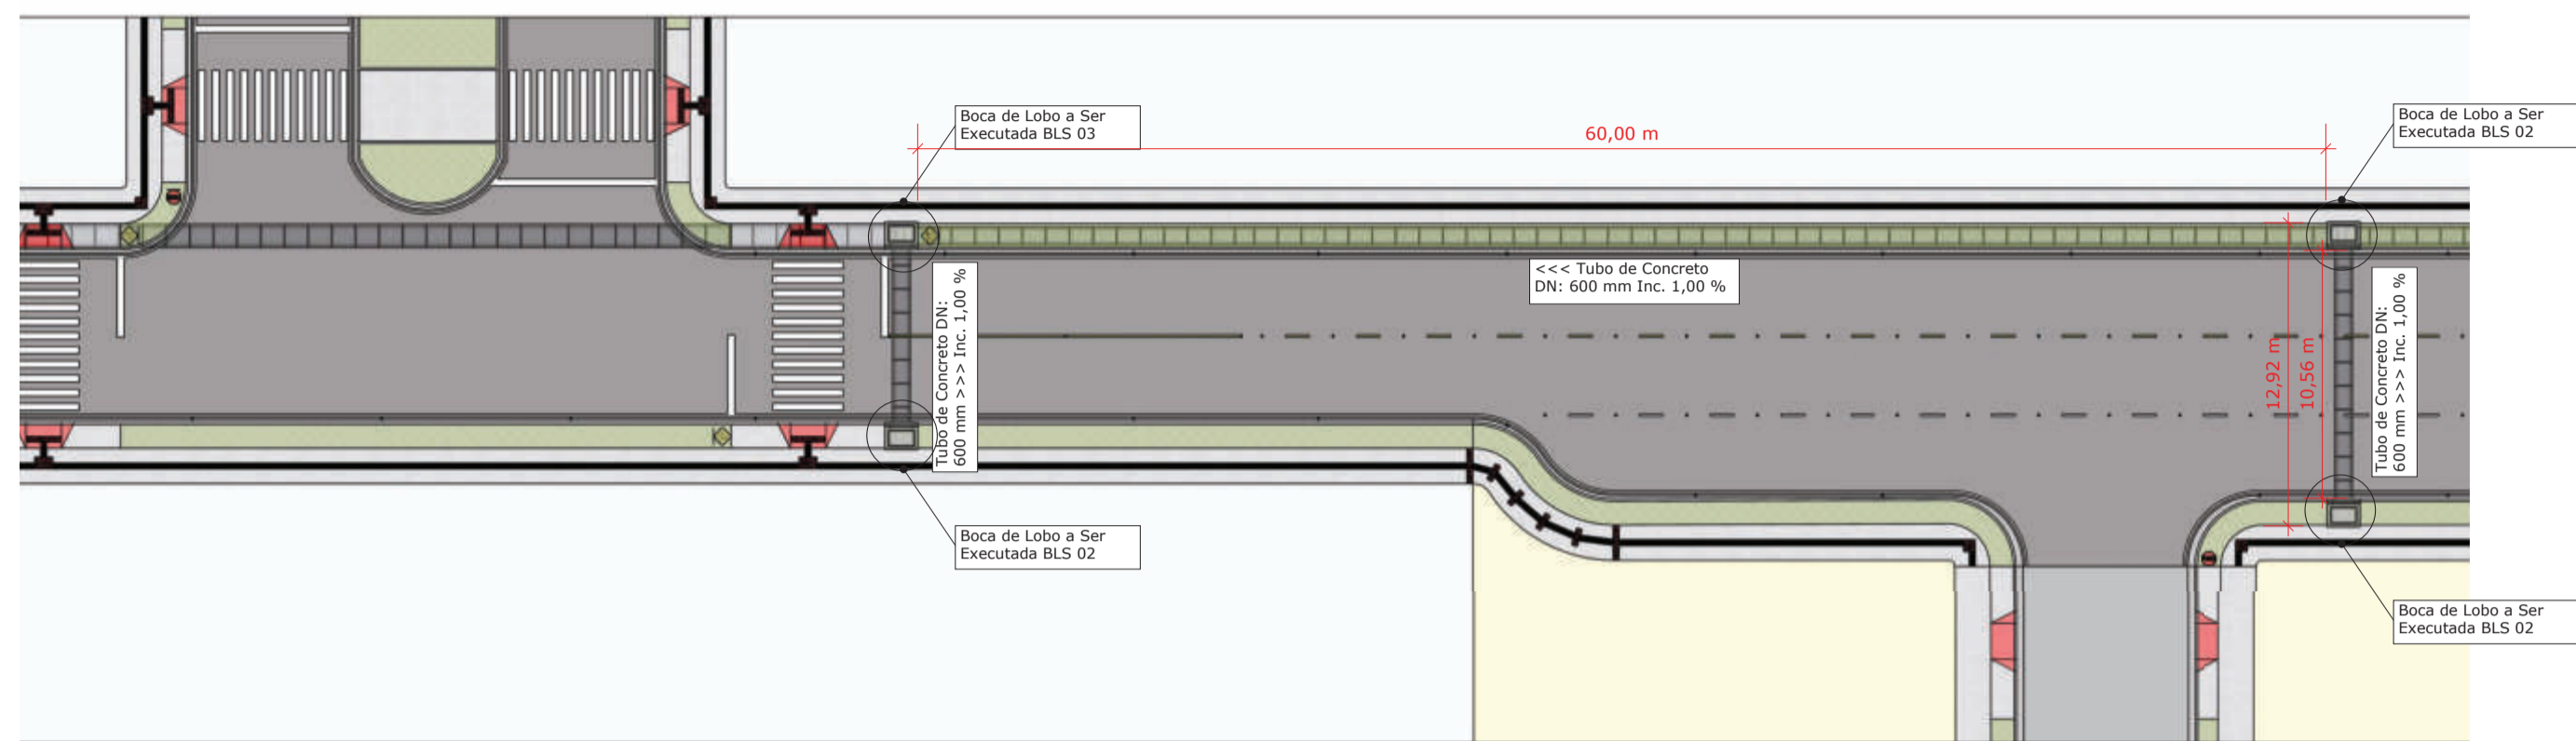 Boca de Lobo a Ser
Executada BLS 03
60,00 m
Boca de Lobo a Ser
Executada BLS 02
<<< Tubo de Concreto
DN: 600 mm Inc. 1,00 %
Tubo de Concreto DN:
600 mm >>> Inc. 1,00 %
12,92 m
10,56 m
Tubo de Concreto DN:
600 mm >>> Inc. 1,00 %
Boca de Lobo a Ser
Executada BLS 02
Boca de Lobo a Ser
Executada BLS 02